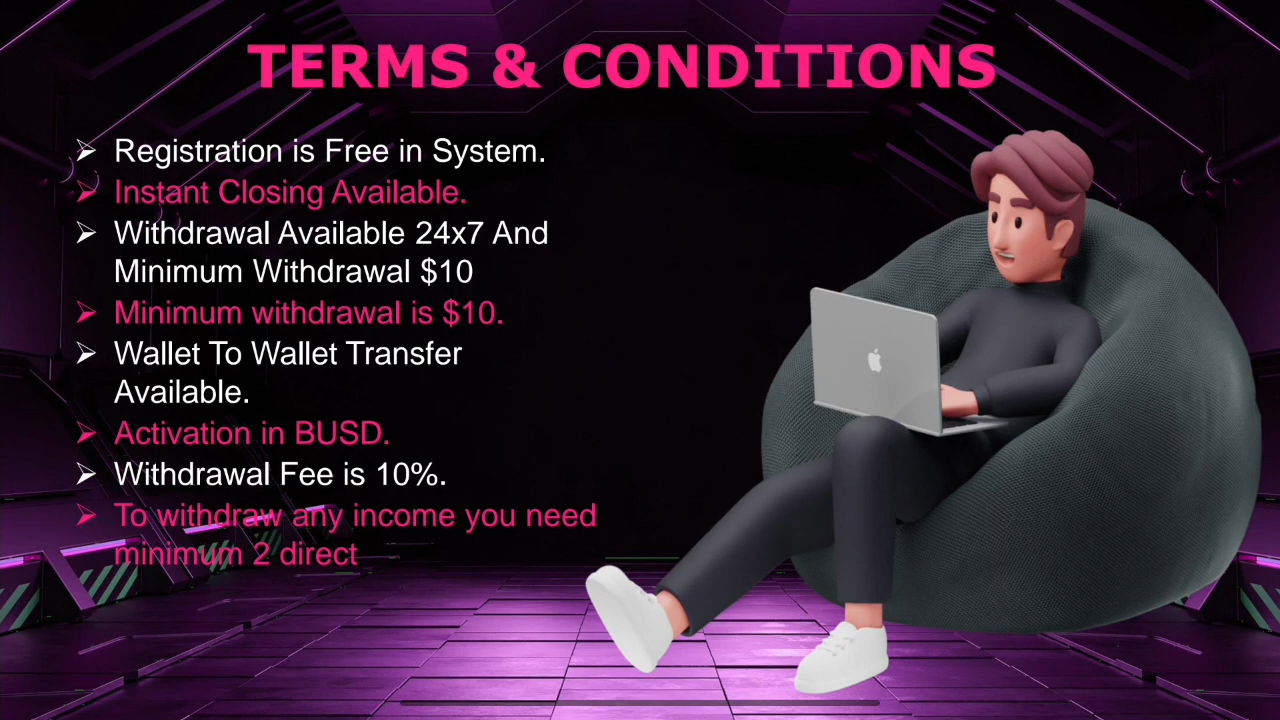 TERMS & CONDITIONS
➢ Registration is Free in System.
➢ Instant Closing Available.
➢ Withdrawal Available 24x7 And
Minimum Withdrawal $10
➢ Minimum withdrawal is $10.
➢ Wallet To Wallet Transfer
Available.
➢ Activation in BUSD.
➢ Withdrawal Fee is 10%.
➢ To withdraw any income you need
minimum 2 direct